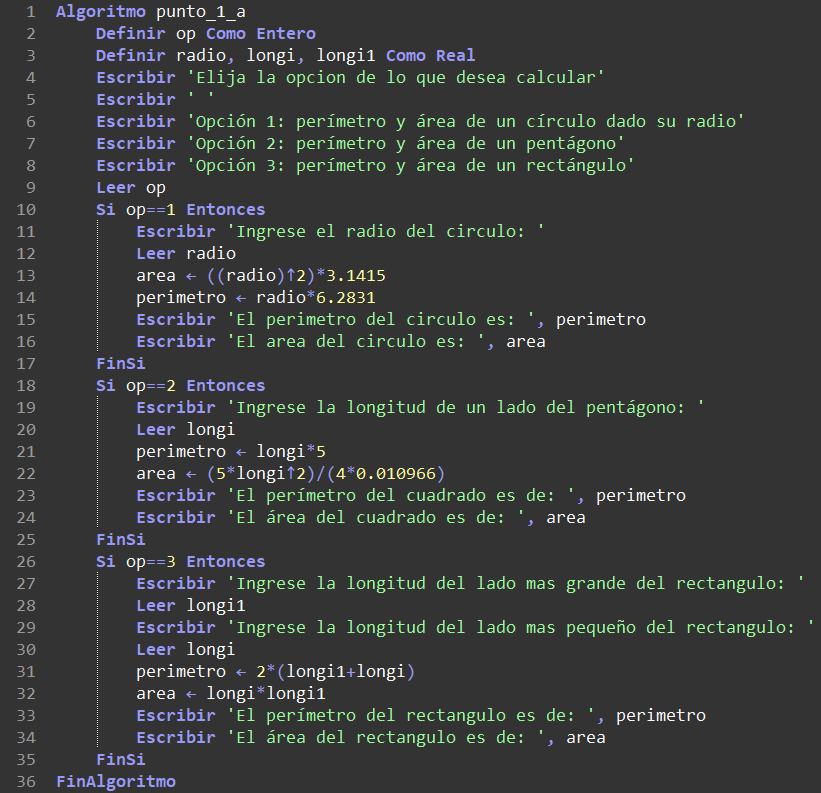 1 Algoritmo punto_1_a
2 Definir op Como Entero
3 Definir radio, longi, longi1 Como Real
4 Escribir 'Elija la opcion de lo que desea calcular'
5 Escribir ' '
6 Escribir 'Opción 1: perímetro y área de un círculo dado su radio'
7 Escribir 'Opción 2: perímetro y área de un pentágono'
8 Escribir 'Opción 3: perímetro y área de un rectángulo'
9 Leer op
10 Si op==1 Entonces
11 Escribir 'Ingrese el radio del circulo: '
12 Leer radio
13 area ← ((radio)↑2)*3.1415
14 perimetro ← radio*6.2831
15 Escribir 'El perimetro del circulo es: ', perimetro
16 Escribir 'El area del circulo es: ', area
17 FinSi
18 Si op==2 Entonces
19 Escribir 'Ingrese la longitud de un lado del pentágono: '
20 Leer longi
21 perimetro ← longi*5
22 area ← (5*longi↑2)/(4*0.010966)
23 Escribir 'El perímetro del cuadrado es de: ', perimetro
24 Escribir 'El área del cuadrado es de: ', area
25 FinSi
26 Si op==3 Entonces
27 Escribir 'Ingrese la longitud del lado mas grande del rectangulo: '
28 Leer longi1
29 Escribir 'Ingrese la longitud del lado mas pequeño del rectangulo: '
30 Leer longi
31 perimetro ← 2*(longi1+longi)
32 area ← longi*longi1
33 Escribir 'El perímetro del rectangulo es de: ', perimetro
34 Escribir 'El área del rectangulo es de: ', area
35 FinSi
36 FinAlgoritmo